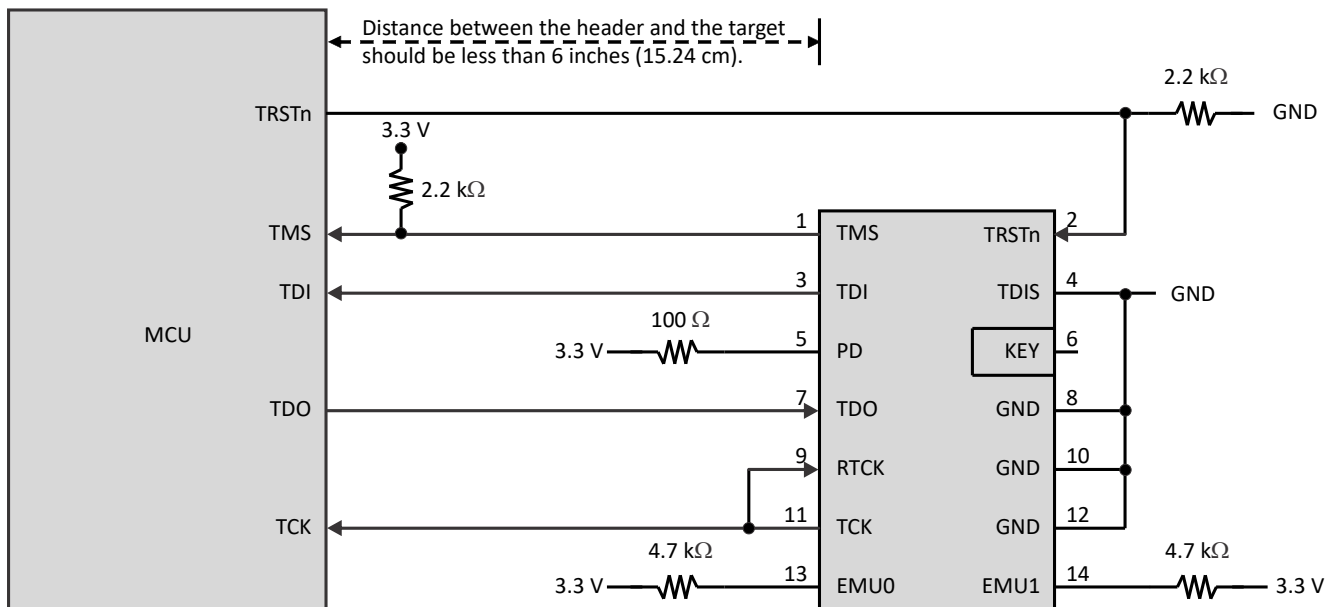 Distance between the header and the target
should be less than 6 inches (15.24 cm).
2.2 kΩ
TRSTn
GND
3.3 V
2.2 kΩ
TMS
1
TMS
TRSTn
2
TDI
3
TDI
TDIS
4
GND
MCU
100 Ω
3.3 V
5
PD
KEY
6
TDO
7
TDO
GND
8
9
RTCK
GND
10
TCK
11
TCK
GND
12
4.7 kΩ
3.3 V
13
EMU0
EMU1
14
4.7 kΩ
3.3 V